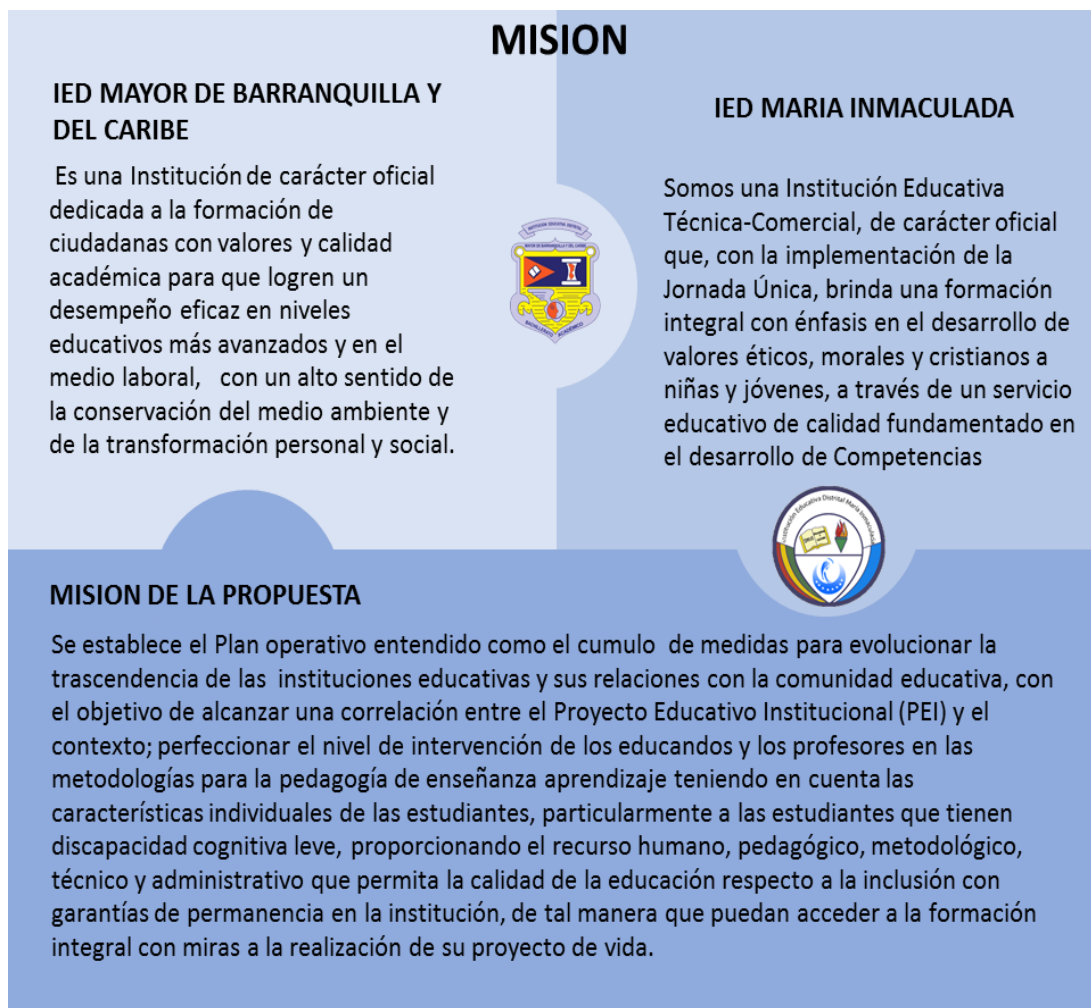 MISION
IED MAYOR DE BARRANQUILLA Y
DEL CARIBE
Es una Institución de carácter oficial
dedicada a la formación de
ciudadanas con valores y calidad
académica para que logren un
desempeño eficaz en niveles
educativos más avanzados y en el
medio laboral, con un alto sentido de
la conservación del medio ambiente y
de la transformación personal y social.
INSTITUCION EDUCATIVA DISTRITAL
MAYOR DE BARRANQUILLA Y DEL CARIBE
BACHILLERATO ACADÉMICO
IED MARIA INMACULADA
Somos una Institución Educativa
Técnica-Comercial, de carácter oficial
que, con la implementación de la
Jornada Única, brinda una formación
integral con énfasis en el desarrollo de
valores éticos, morales y cristianos a
niñas y jóvenes, a través de un servicio
educativo de calidad fundamentado en
el desarrollo de Competencias
Institución Educativa Distrital María Inmaculada
MISION DE LA PROPUESTA
Se establece el Plan operativo entendido como el cumulo de medidas para evolucionar la
trascendencia de las instituciones educativas y sus relaciones con la comunidad educativa, con
el objetivo de alcanzar una correlación entre el Proyecto Educativo Institucional (PEI) y el
contexto; perfeccionar el nivel de intervención de los educandos y los profesores en las
metodologías para la pedagogía de enseñanza aprendizaje teniendo en cuenta las
características individuales de las estudiantes, particularmente a las estudiantes que tienen
discapacidad cognitiva leve, proporcionando el recurso humano, pedagógico, metodológico,
técnico y administrativo que permita la calidad de la educación respecto a la inclusión con
garantías de permanencia en la institución, de tal manera que puedan acceder a la formación
integral con miras a la realización de su proyecto de vida.